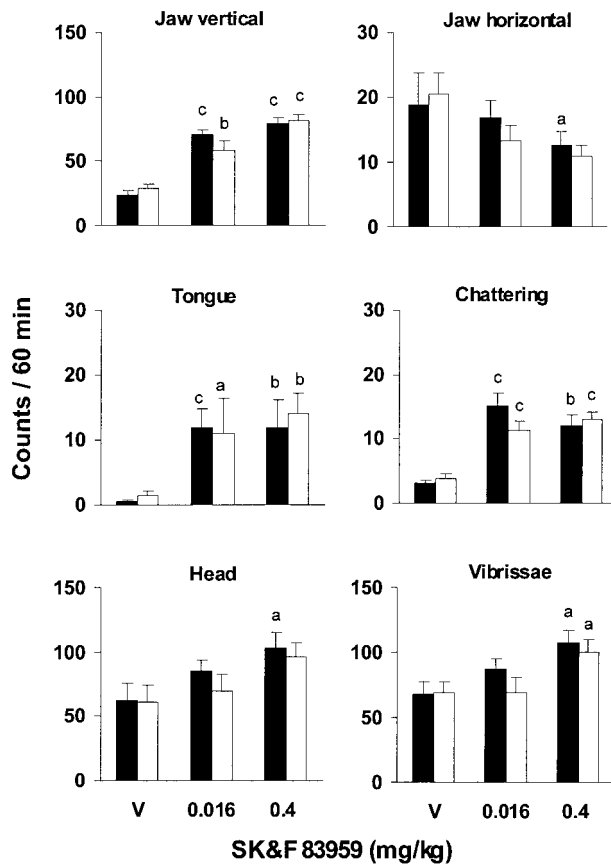 Jaw vertical
Jaw horizontal
150
100
50
0
c
b
c
c
30
20
10
0
a
Tongue
Chattering
30
20
10
0
c
a
b
b
30
20
10
0
c
c
b
c
Head
Vibrissae
150
100
50
0
a
150
100
50
0
a
a
V
0.016
0.4
V
0.016
0.4
Counts / 60 min
SK&F 83959 (mg/kg)